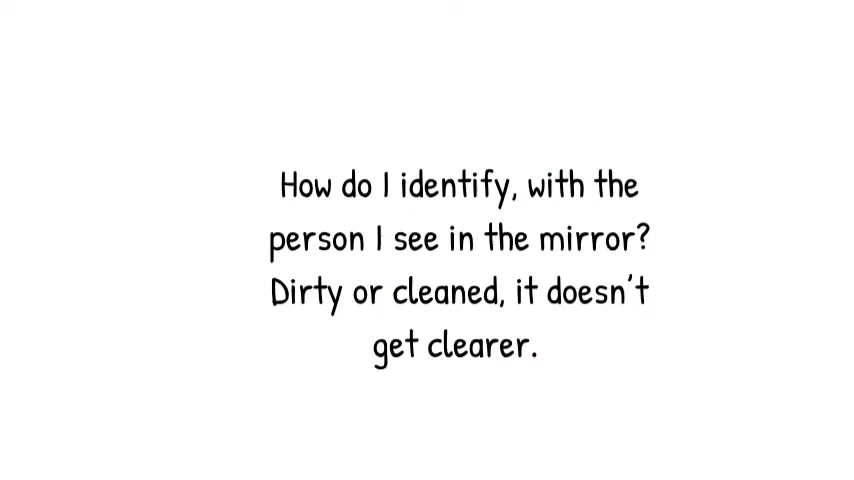 How do I identify, with the
person I see in the mirror?
Dirty or cleaned, it doesn't
get clearer.